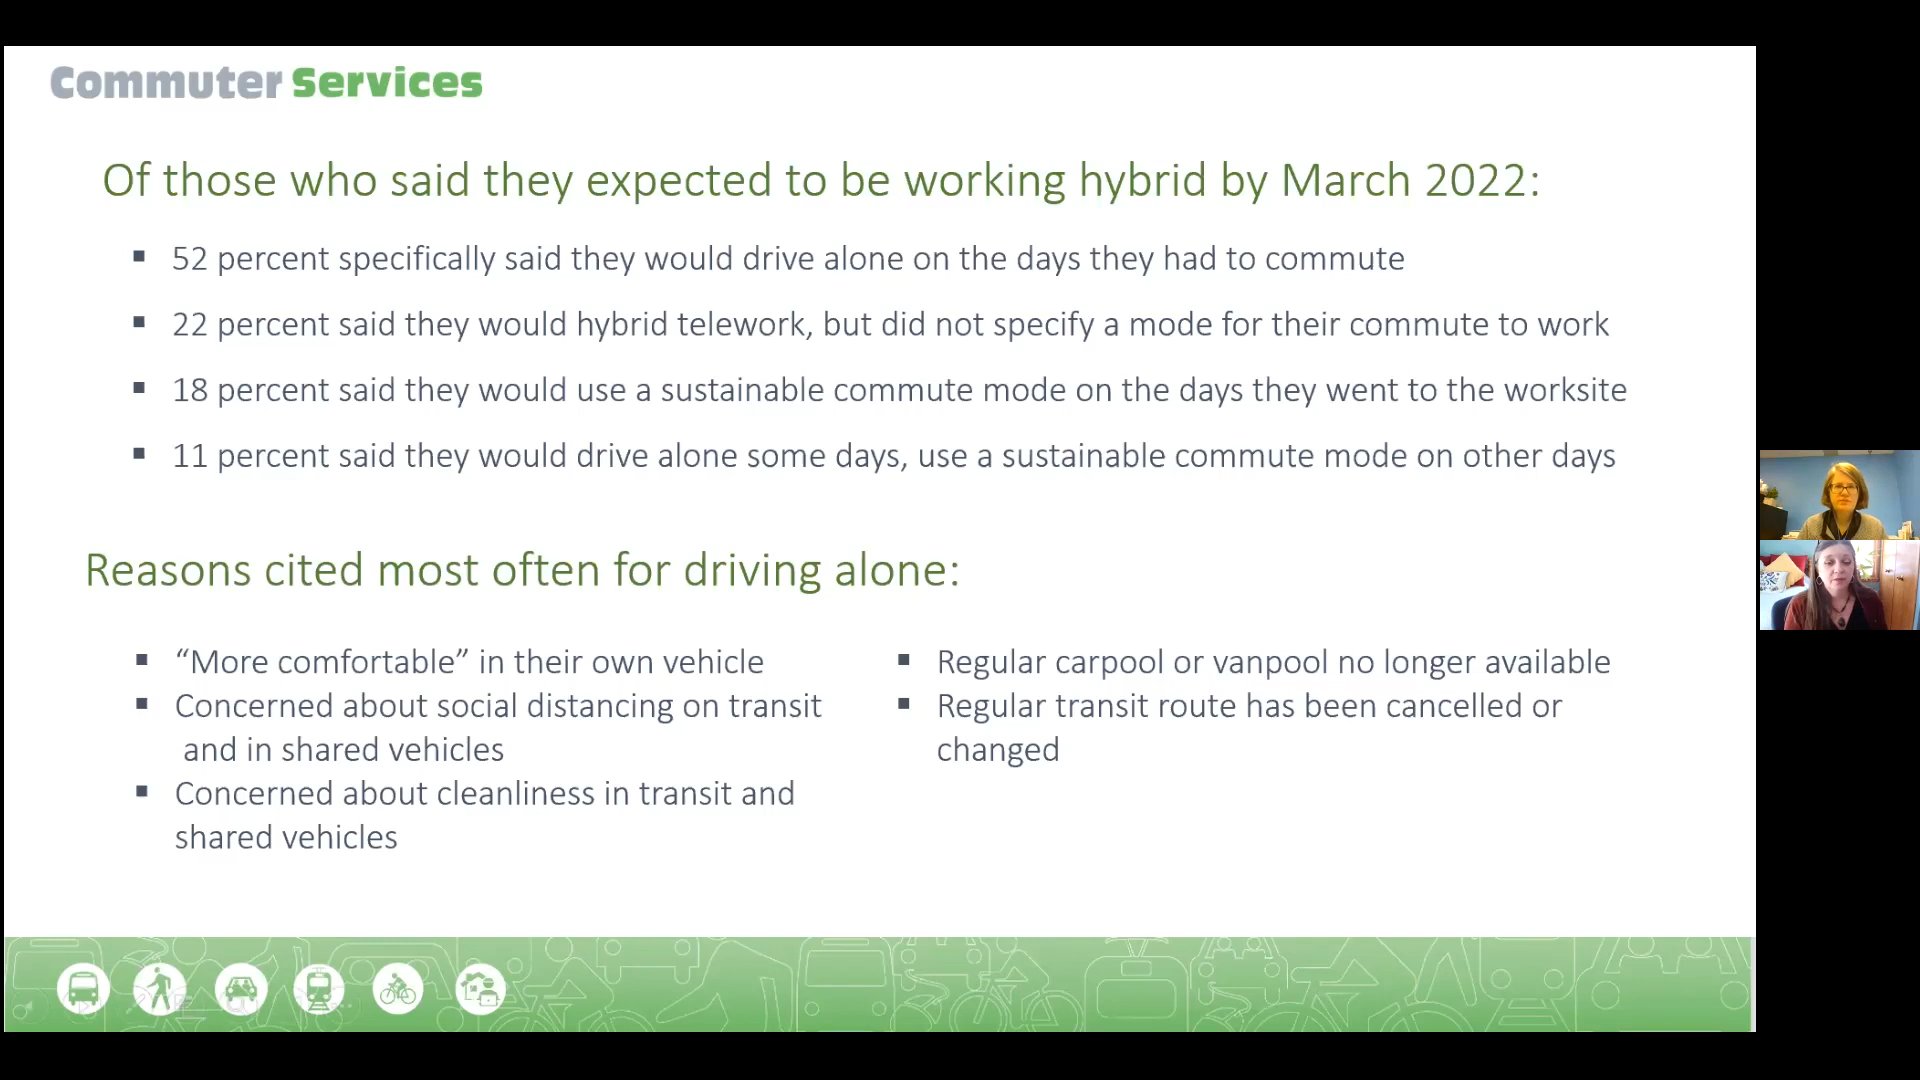 Commuter Services
Of those who said they expected to be working hybrid by March 2022:
▪ 52 percent specifically said they would drive alone on the days they had to commute
▪ 22 percent said they would hybrid telework, but did not specify a mode for their commute to work
▪ 18 percent said they would use a sustainable commute mode on the days they went to the worksite
▪ 11 percent said they would drive alone some days, use a sustainable commute mode on other days
Reasons cited most often for driving alone:
▪ “More comfortable” in their own vehicle
▪ Concerned about social distancing on transit
and in shared vehicles
▪ Concerned about cleanliness in transit and
shared vehicles
▪ Regular carpool or vanpool no longer available
▪ Regular transit route has been cancelled or
changed